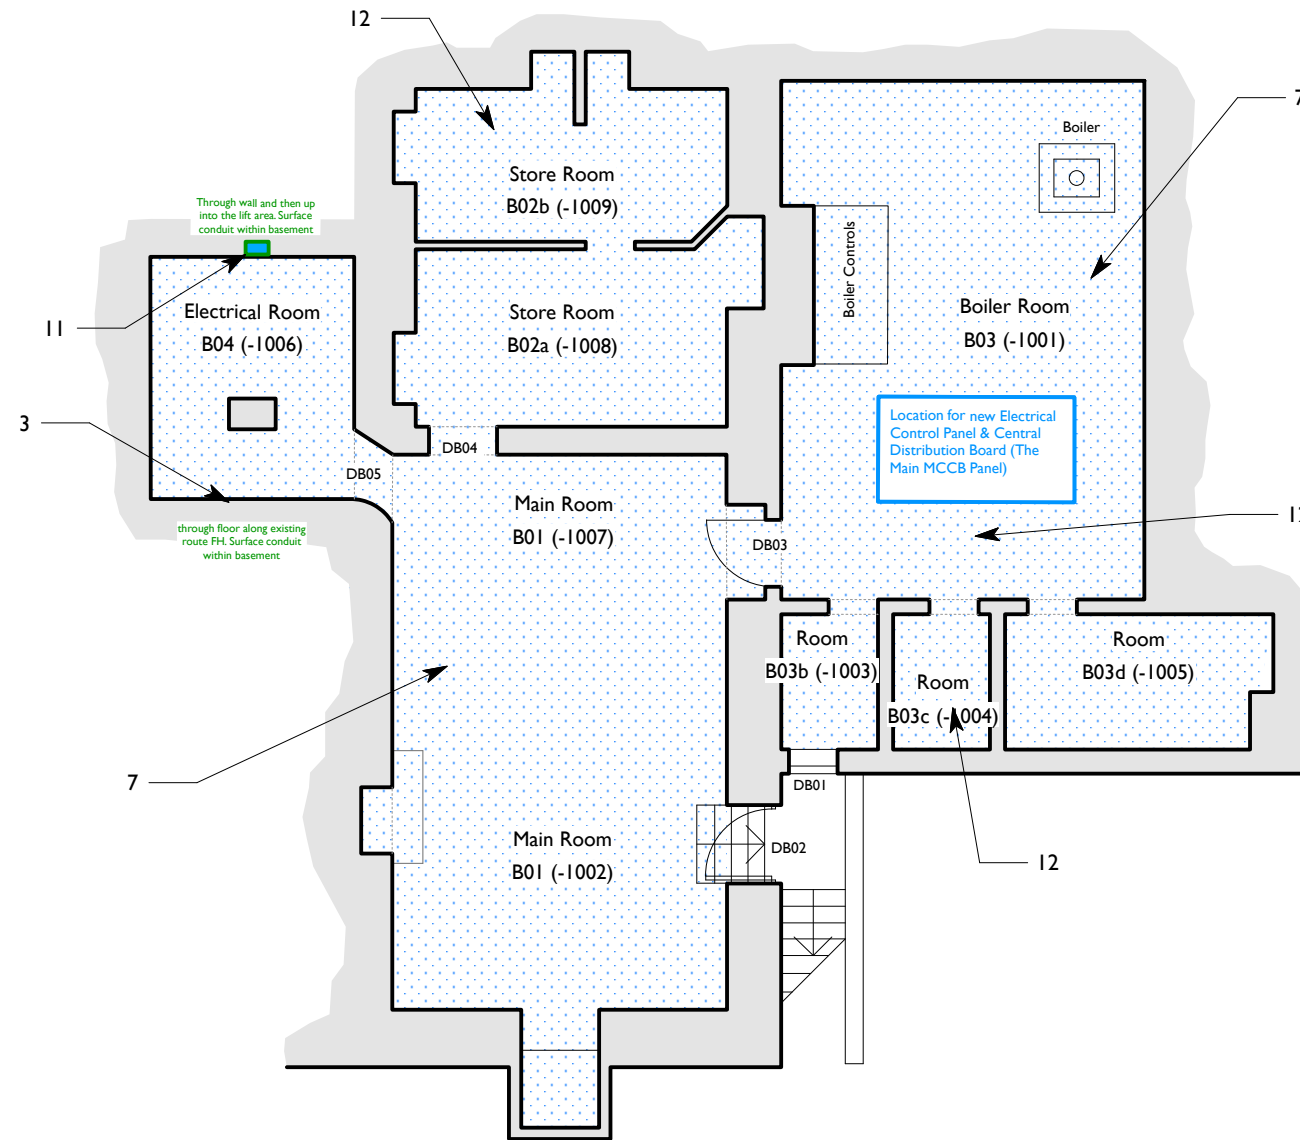 12
7
Boiler
Store Room
B02b (-1009)
Through wall and then up
into the lift area. Surface
conduit within basement
Boiler Controls
Electrical Room
B04 (-1006)
Store Room
B02a (-1008)
Boiler Room
B03 (-1001)
11
3
Location for new Electrical
Control Panel & Central
Distribution Board (The
Main MCCB Panel)
DB04
DB05
Main Room
B01 (-1007)
through floor along existing
route FH. Surface conduit
within basement
DB03
Room
B03b (-1003)
Room
B03c (-1004)
Room
B03d (-1005)
7
DB01
Main Room
B01 (-1002)
DB02
12